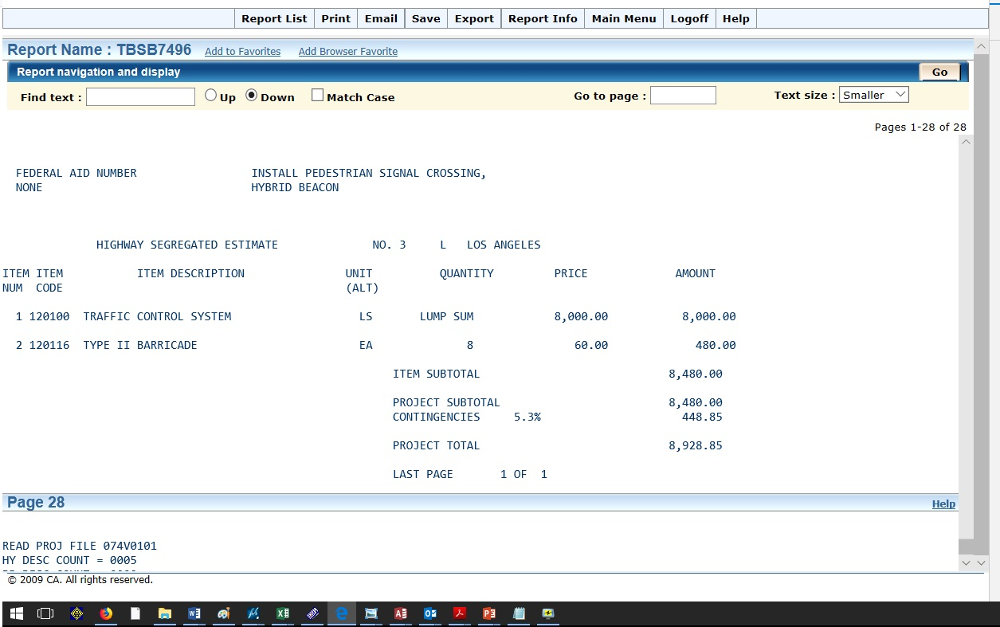 Report List Print Email Save Export Report Info Main Menu Logoff Help
Report Name : TBSB7496 Add to Favorites Add Browser Favorite
Report navigation and display Go
Find text : Up Down Match Case Go to page : Text size : Smaller
Pages 1-28 of 28
FEDERAL AID NUMBER INSTALL PEDESTRIAN SIGNAL CROSSING,
NONE HYBRID BEACON
HIGHWAY SEGREGATED ESTIMATE NO. 3 L LOS ANGELES
ITEM ITEM ITEM DESCRIPTION UNIT QUANTITY PRICE AMOUNT
NUM CODE (ALT)
1 120100 TRAFFIC CONTROL SYSTEM LS LUMP SUM 8,000.00 8,000.00
2 120116 TYPE II BARRICADE EA 8 60.00 480.00
ITEM SUBTOTAL 8,480.00
PROJECT SUBTOTAL 8,480.00
CONTINGENCIES 5.3% 448.85
PROJECT TOTAL 8,928.85
LAST PAGE 1 OF 1
Page 28 Help
READ PROJ FILE 074V0101
HY DESC COUNT = 0005
© 2009 CA. All rights reserved.